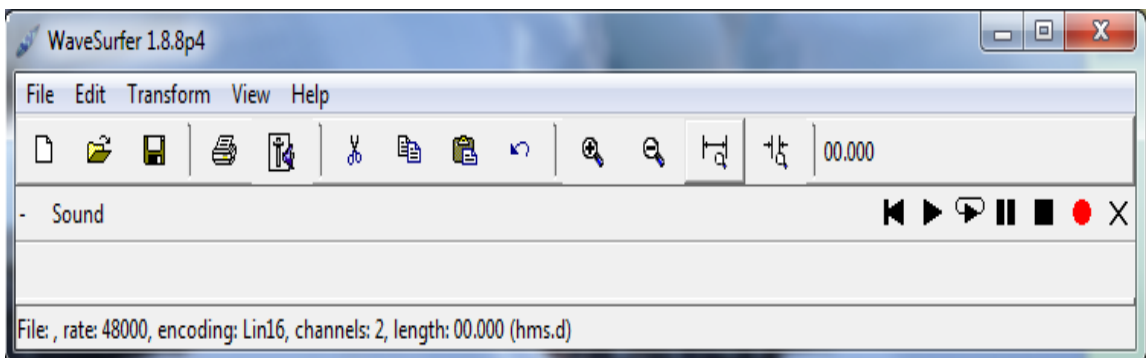 WaveSurfer 1.8.8p4
File Edit Transform View Help
00.000
- Sound
File: , rate: 48000, encoding: Lin16, channels: 2, length: 00.000 (hms.d)